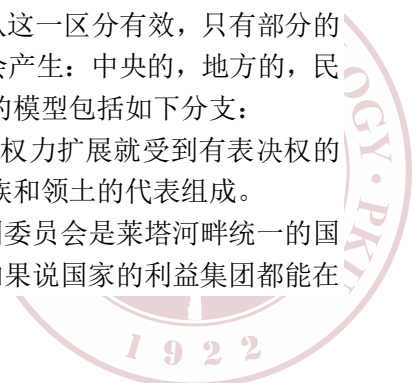 这一区分有效，只有部分的
会产生：中央的，地方的，民
的模型包括如下分支：
权力扩展就受到有表决权的
族和领土的代表组成。
委员会是莱塔河畔统一的国
如果说国家的利益集团都能在
OGY · PK
1922